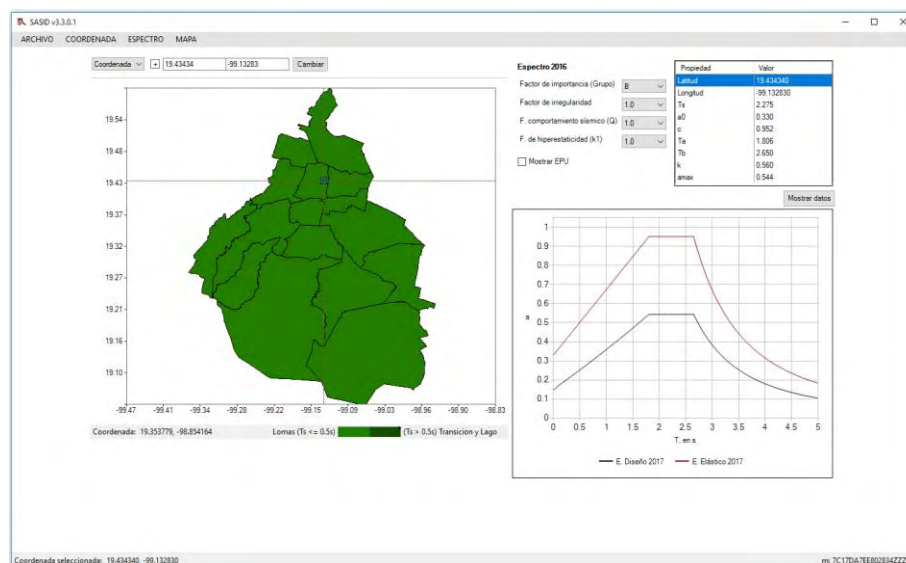 SASID v3.3.0.1
ARCHIVO COORDENADA ESPECTRO MAPA
Coordenada + 19.43434 -99.13283 Cambiar
Espectro 2016
Factor de importancia (Grupo) B
Factor de irregularidad 1.0
F. comportamiento sísmico (Q) 1.0
F. de hiperestaticidad (k1) 1.0
Mostrar EPU
Propiedad Valor
Latitud 19.434340
Longitud -99.132830
Ts 2.275
a0 0.330
c 0.952
Ta 1.806
Tb 2.650
k 0.560
amax 0.544
Mostrar datos
19.54
19.48
19.43
19.37
19.32
19.27
19.21
19.16
19.10
-99.47 -99.41 -99.34 -99.28 -99.22 -99.15 -99.09 -99.03 -98.96 -98.90 -98.83
Coordenada: 19.353779, -98.854164 Lomas (Ts <= 0.5s) (Ts > 0.5s) Transicion y Lago
1
0.9
0.8
0.7
0.6
a 0.5
0.4
0.3
0.2
0.1
0
0 0.5 1 1.5 2 2.5 3 3.5 4 4.5 5
T, en s
E. Diseño 2017 E. Elástico 2017
Coordenada seleccionada: 19.434340, -99.132830 m: 7C17DA7EE802834ZZZ